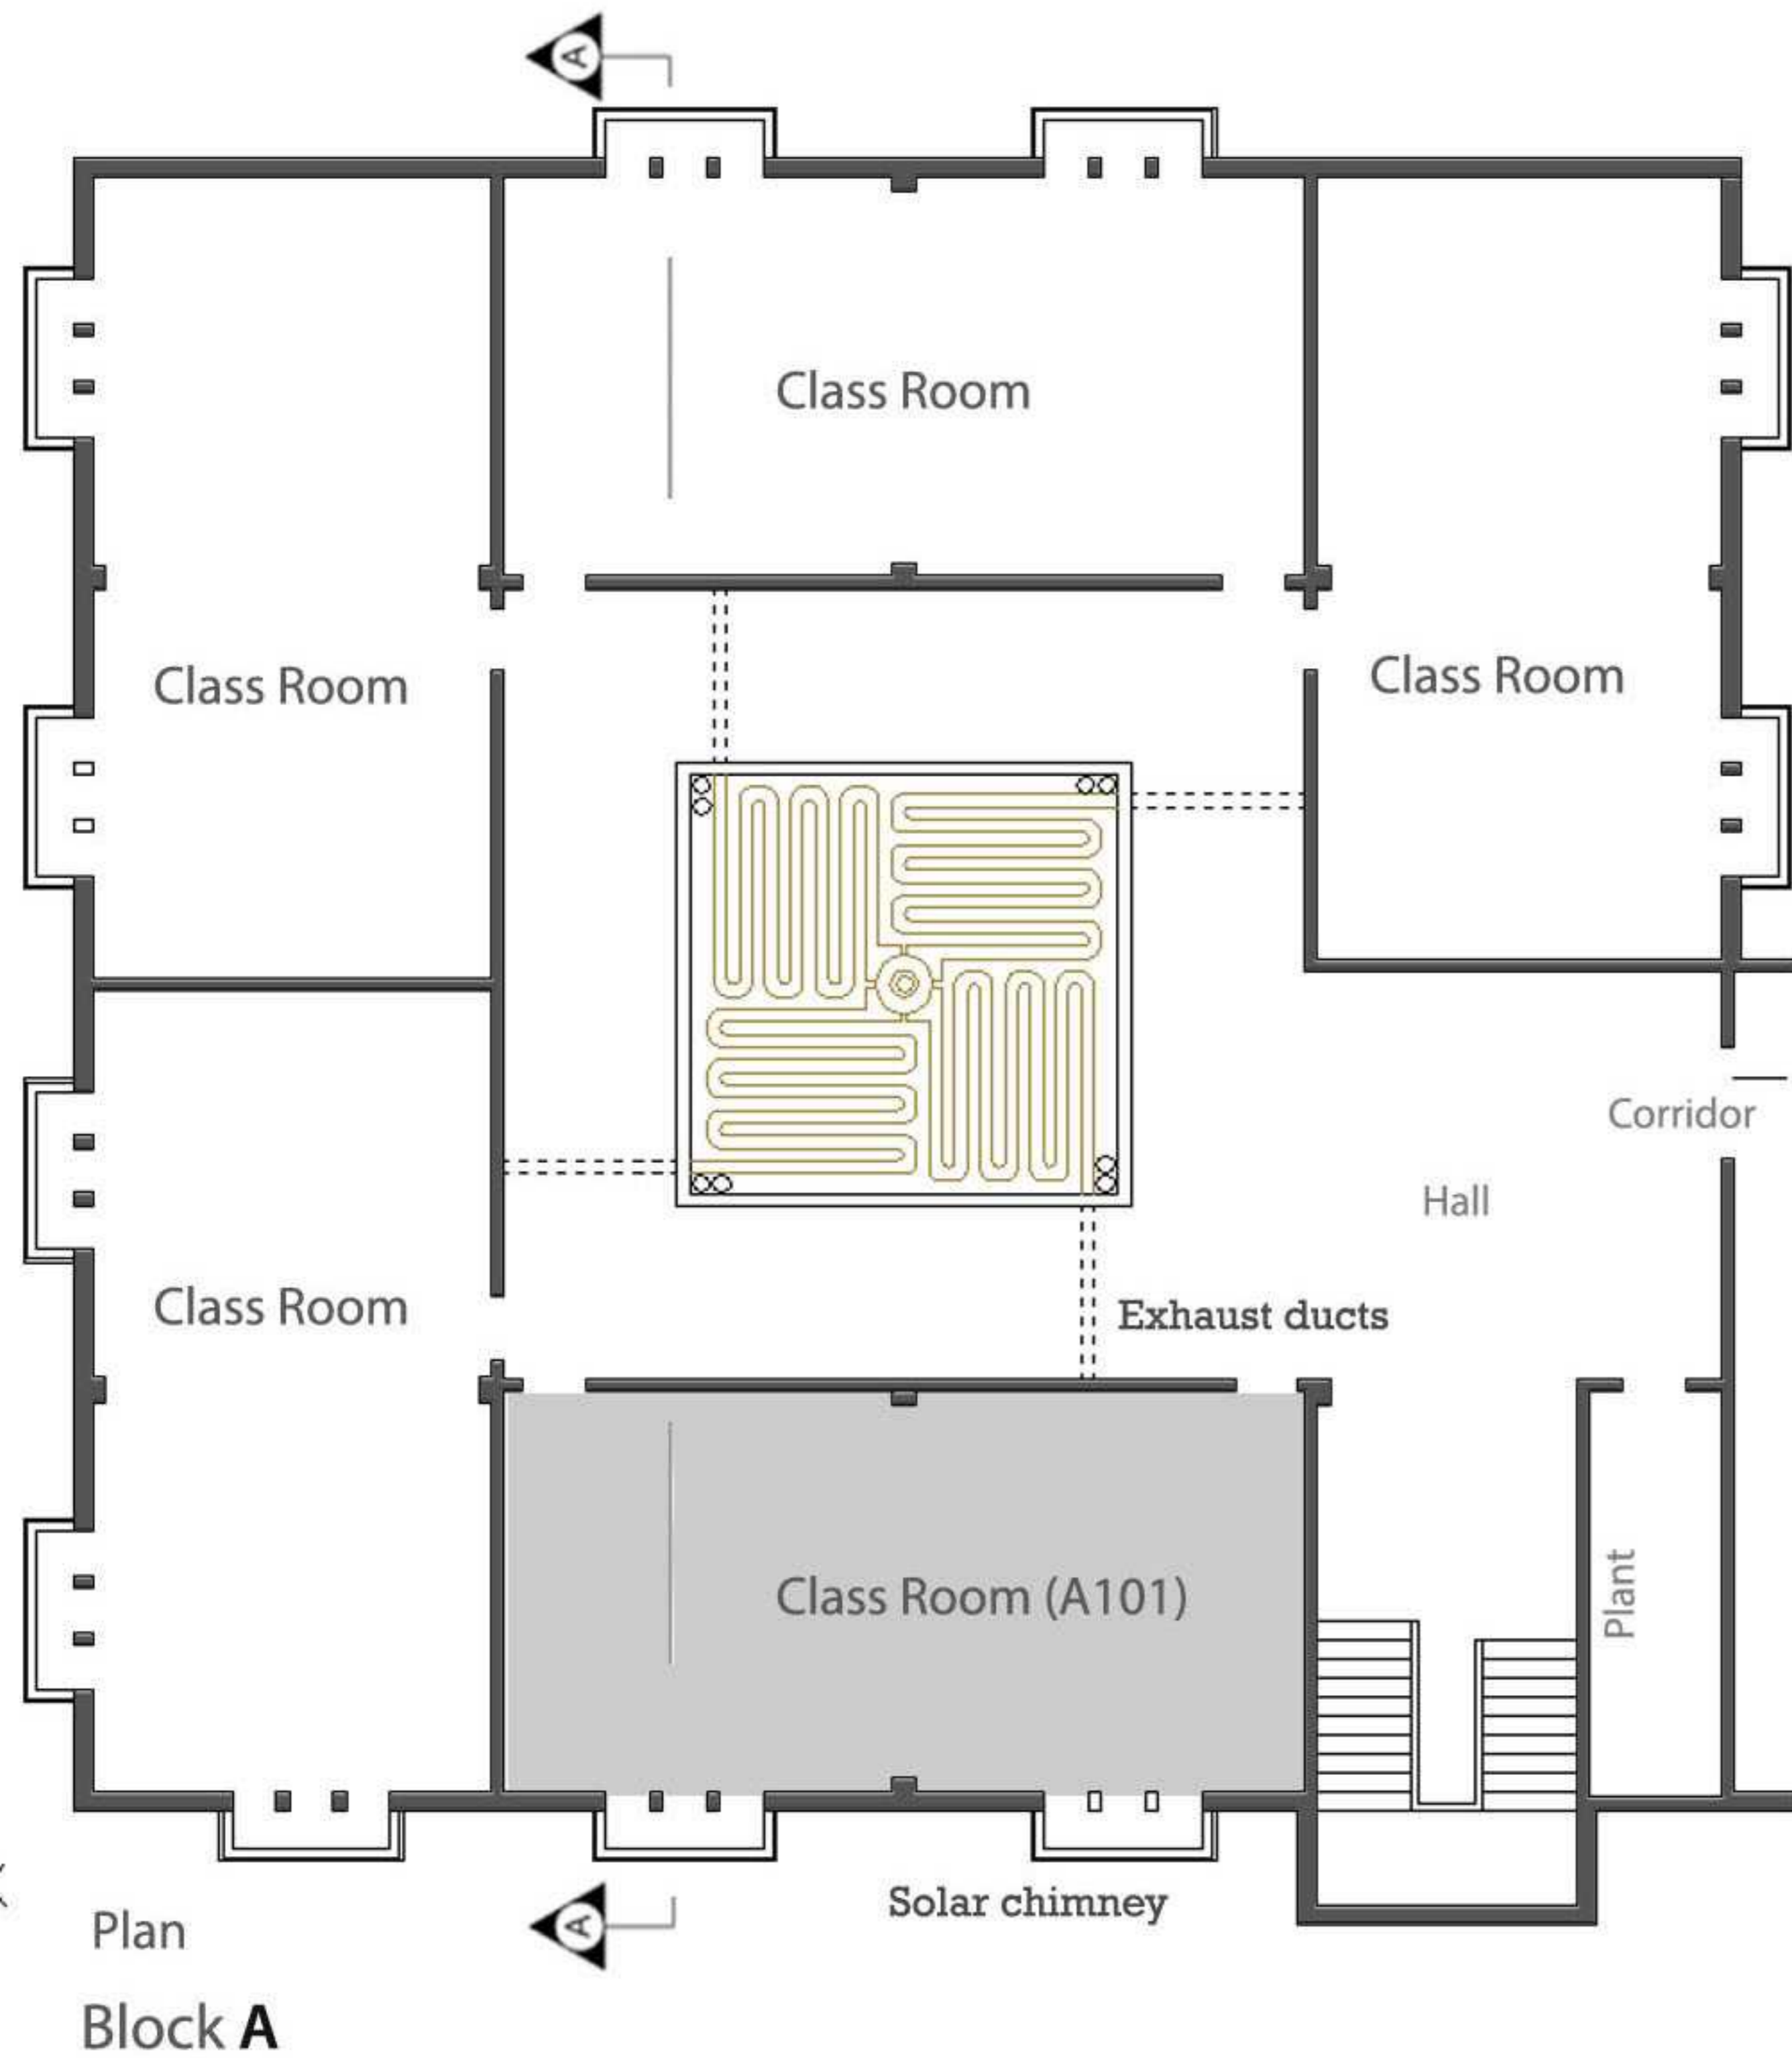 A
Class Room
Class Room
Class Room
Corridor
Hall
Class Room
Exhaust ducts
Class Room (A101)
Plant
Solar chimney
A
Plan
Block A